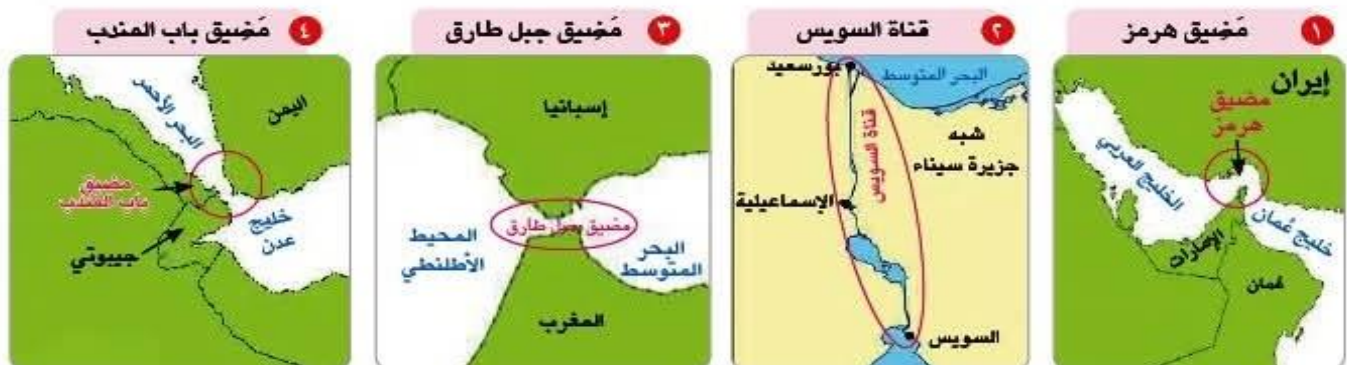 ١ مَضيق هرمز
إيران
مضيق
هرمز
الخليج العربي
خليج عُمان
الإمارات
عُمان
٢ قناة السويس
البحر المتوسط
بورسعيد
قناة السويس
شبه
جزيرة سيناء
الإسماعيلية
السويس
٣ مَضيق جبل طارق
إسبانيا
مضيق جبل طارق
المحيط
الأطلنطي
البحر
المتوسط
المغرب
٤ مَضيق باب المندب
اليمن
البحر الأحمر
مضيق
باب المندب
خليج
عدن
جيبوتي